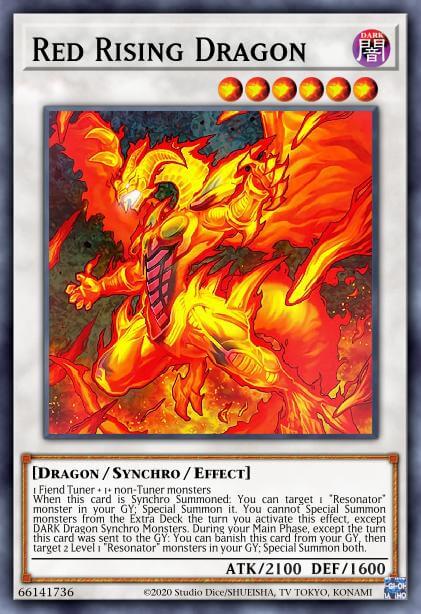 RED RISING DRAGON
DARK
闇
[DRAGON / SYNCHRO / EFFECT]
1 Fiend Tuner + 1+ non-Tuner monsters
When this card is Synchro Summoned: You can target 1 "Resonator"
monster in your GY; Special Summon it. You cannot Special Summon
monsters from the Extra Deck the turn you activate this effect, except
DARK Dragon Synchro Monsters. During your Main Phase, except the turn
this card was sent to the GY: You can banish this card from your GY, then
target 2 Level 1 "Resonator" monsters in your GY; Special Summon both.
ATK/2100 DEF/1600
66141736
©2020 Studio Dice/SHUEISHA, TV TOKYO, KONAMI